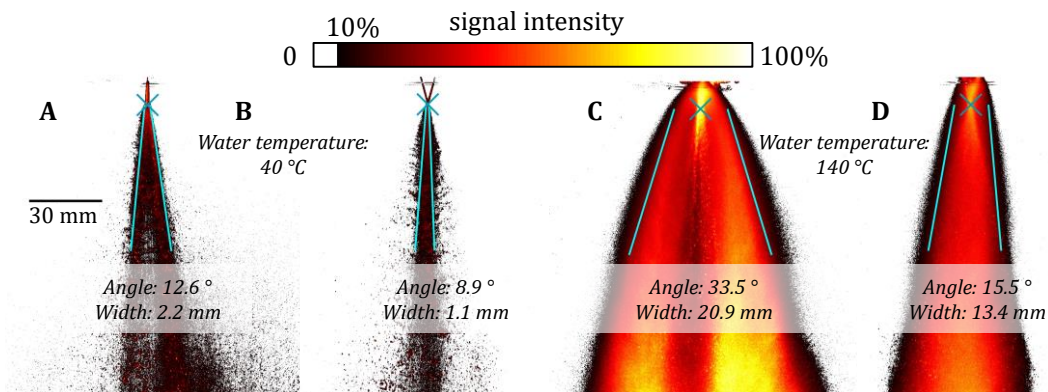 signal intensity
10%
0
100%
A
B
C
D
Water temperature:
40 °C
Water temperature:
140 °C
30 mm
Angle: 12.6 °
Width: 2.2 mm
Angle: 8.9 °
Width: 1.1 mm
Angle: 33.5 °
Width: 20.9 mm
Angle: 15.5 °
Width: 13.4 mm